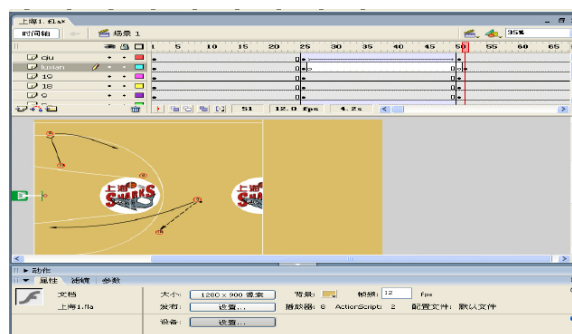 上海1.fla*
时间轴 场景 1 35%
1 5 10 15 20 25 30 35 40 45 50 55 60 65
qiu
luxian
1G
1B
G
51 12.0 fps 4.2s
上海 SHARKS
动作
属性 滤镜 参数
文档 大小: 1280 x 900 像素 背景: 帧频: 12 fps
上海1.fla 发布: 设置... 播放器: 6 ActionScript: 2 配置文件: 默认文件
设备: 设置...